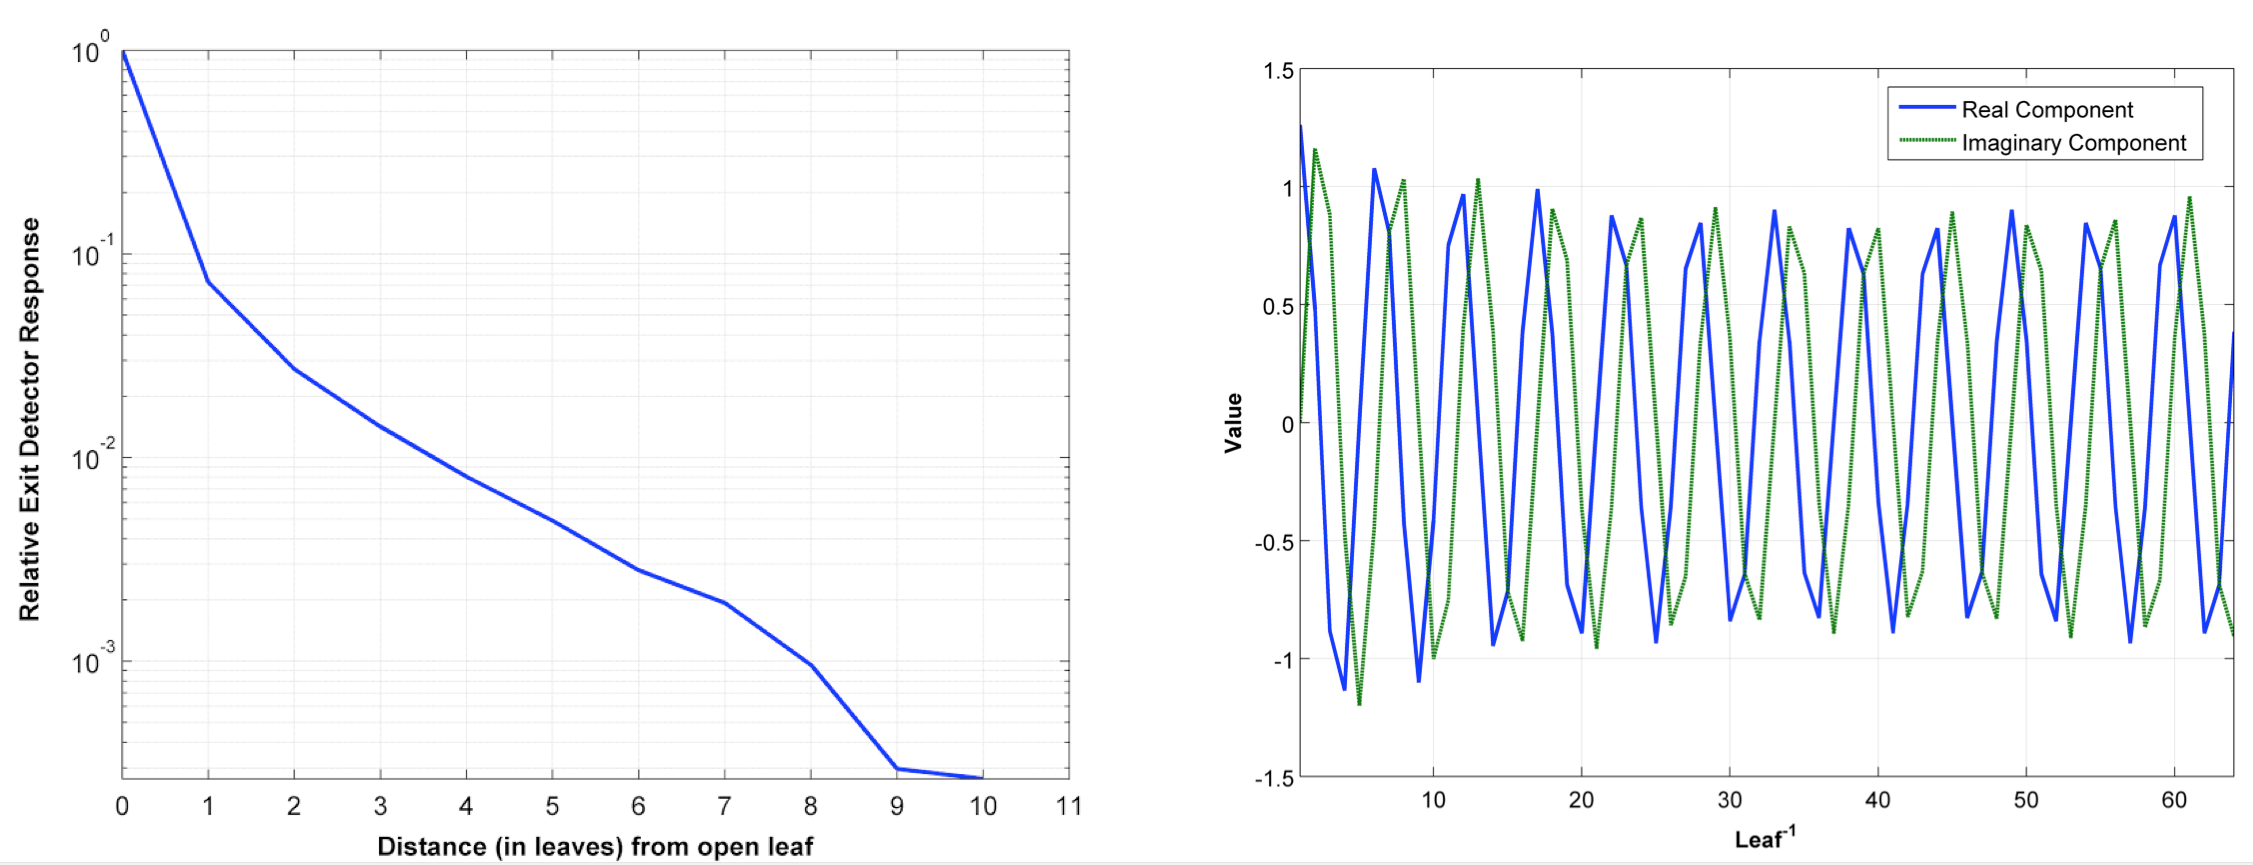 10^0
10^-1
10^-2
10^-3
Relative Exit Detector Response
0 1 2 3 4 5 6 7 8 9 10 11
Distance (in leaves) from open leaf
1.5
1
0.5
0
-0.5
-1
-1.5
Value
Real Component
Imaginary Component
10 20 30 40 50 60
Leaf^-1